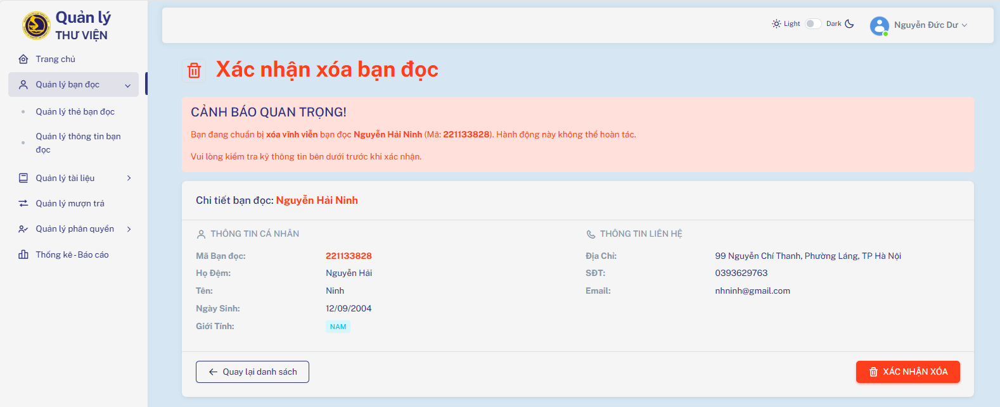 Quản lý
THƯ VIỆN
Trang chủ
Quản lý bạn đọc
Quản lý thẻ bạn đọc
Quản lý thông tin bạn
đọc
Quản lý tài liệu
Quản lý mượn trả
Quản lý phân quyền
Thống kê - Báo cáo
Light
Dark
Nguyễn Đức Dư
Xác nhận xóa bạn đọc
CẢNH BÁO QUAN TRỌNG!
Bạn đang chuẩn bị xóa vĩnh viễn bạn đọc Nguyễn Hải Ninh (Mã: 221133828). Hành động này không thể hoàn tác.
Vui lòng kiểm tra kỹ thông tin bên dưới trước khi xác nhận.
Chi tiết bạn đọc: Nguyễn Hải Ninh
THÔNG TIN CÁ NHÂN
Mã Bạn đọc: 221133828
Họ Đệm: Nguyễn Hải
Tên: Ninh
Ngày Sinh: 12/09/2004
Giới Tính: NAM
THÔNG TIN LIÊN HỆ
Địa Chỉ: 99 Nguyễn Chí Thanh, Phường Láng, TP Hà Nội
SĐT: 0393629763
Email: nhninh@gmail.com
Quay lại danh sách
XÁC NHẬN XÓA